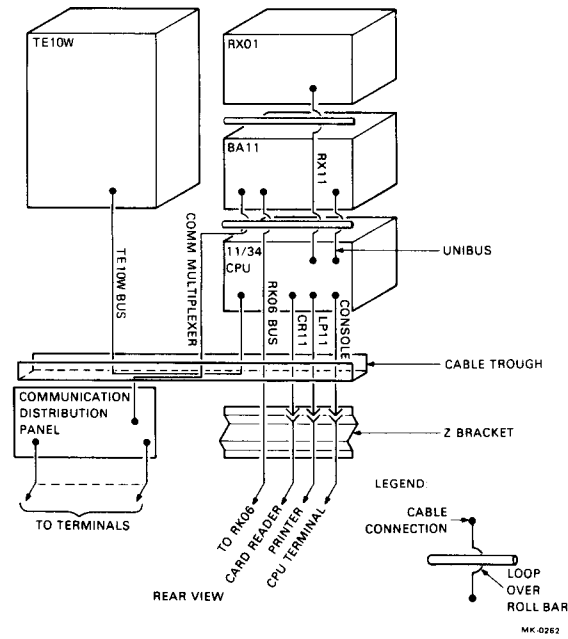 TE10W
RX01
BA11
RX11
COMM MULTIPLEXER
11/34
CPU
UNIBUS
TE10W BUS
RK06 BUS
CR11
LP11
CONSOLE
CABLE TROUGH
COMMUNICATION
DISTRIBUTION
PANEL
Z BRACKET
TO TERMINALS
TO RK06
CARD READER
PRINTER
CPU TERMINAL
REAR VIEW
LEGEND:
CABLE
CONNECTION
LOOP
OVER
ROLL BAR
MK-0262